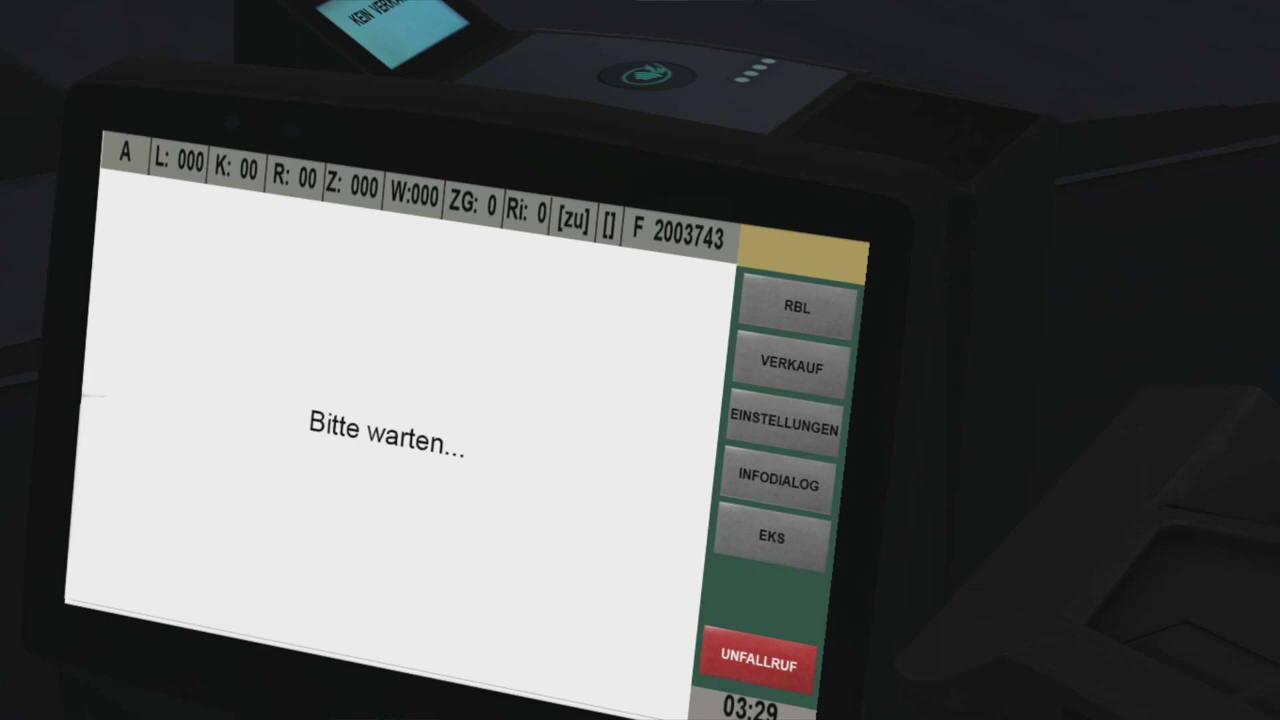 KEIN
A L: 000 K: 00 R: 00 Z: 000 W:000 ZG: 0 Ri: 0 [zu] [] F 2003743
RBL
VERKAUF
EINSTELLUNGEN
INFODIALOG
EKS
Bitte warten...
UNFALLRUF
03:29